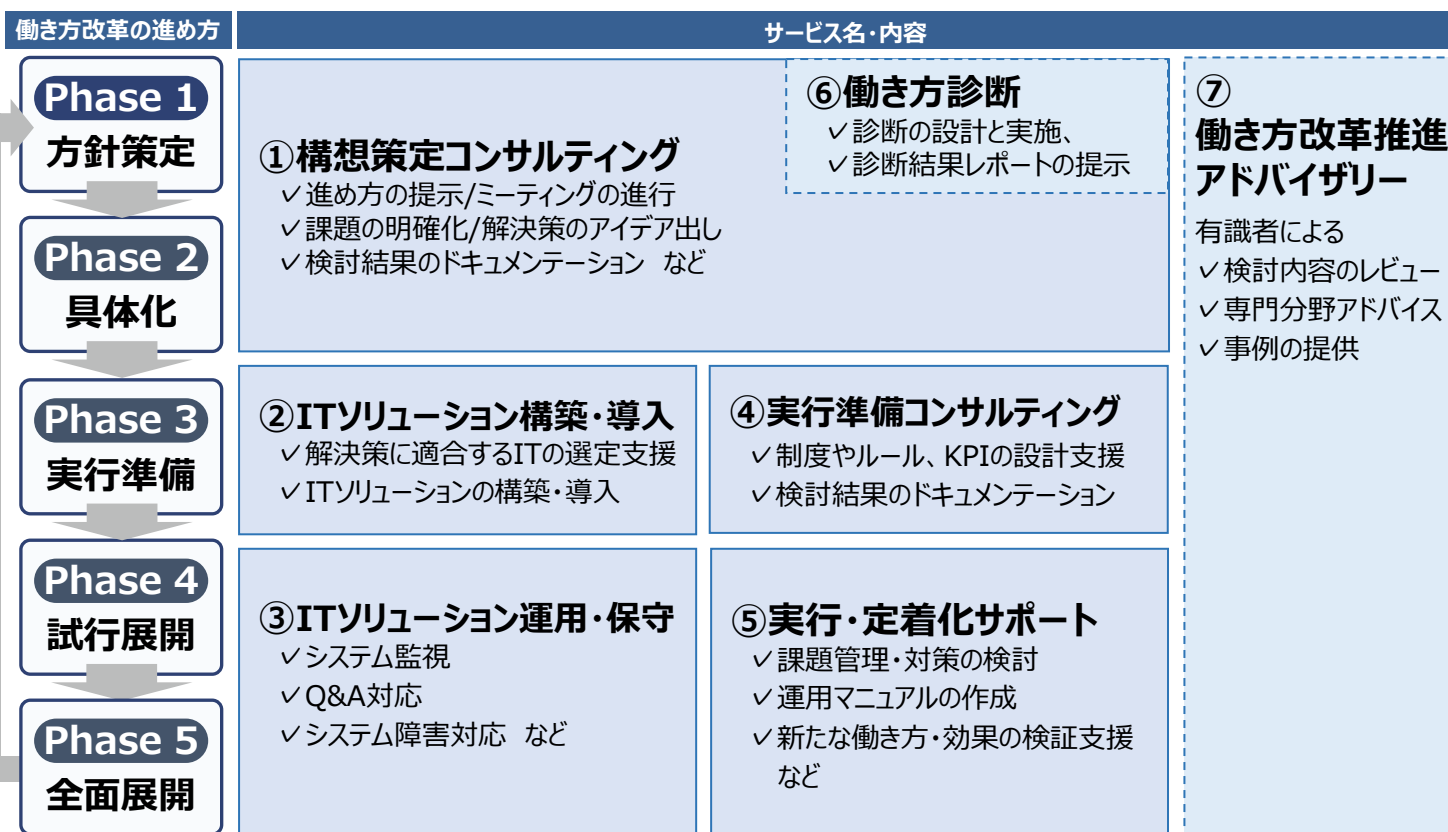 働き方改革の進め方
サービス名・内容
Phase 1
方針策定
Phase 2
具体化
Phase 3
実行準備
Phase 4
試行展開
Phase 5
全面展開
①構想策定コンサルティング
✓進め方の提示/ミーティングの進行
✓課題の明確化/解決策のアイデア出し
✓検討結果のドキュメンテーション など
⑥働き方診断
✓診断の設計と実施、
✓診断結果レポートの提示
②ITソリューション構築・導入
✓解決策に適合するITの選定支援
✓ITソリューションの構築・導入
④実行準備コンサルティング
✓制度やルール、KPIの設計支援
✓検討結果のドキュメンテーション
③ITソリューション運用・保守
✓システム監視
✓Q&A対応
✓システム障害対応 など
⑤実行・定着化サポート
✓課題管理・対策の検討
✓運用マニュアルの作成
✓新たな働き方・効果の検証支援
など
⑦
働き方改革推進
アドバイザリー
有識者による
✓検討内容のレビュー
✓専門分野アドバイス
✓事例の提供